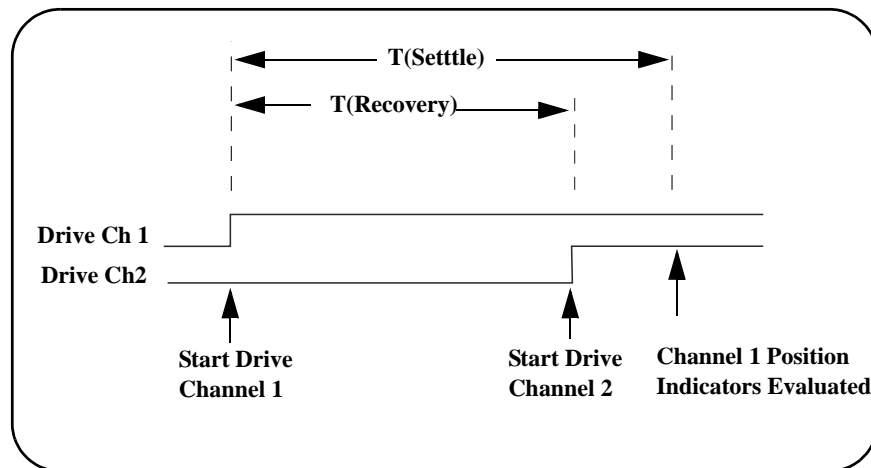 T(Setttle)
T(Recovery)
Drive Ch 1
Drive Ch2
Start Drive
Channel 1
Start Drive
Channel 2
Channel 1 Position
Indicators Evaluated